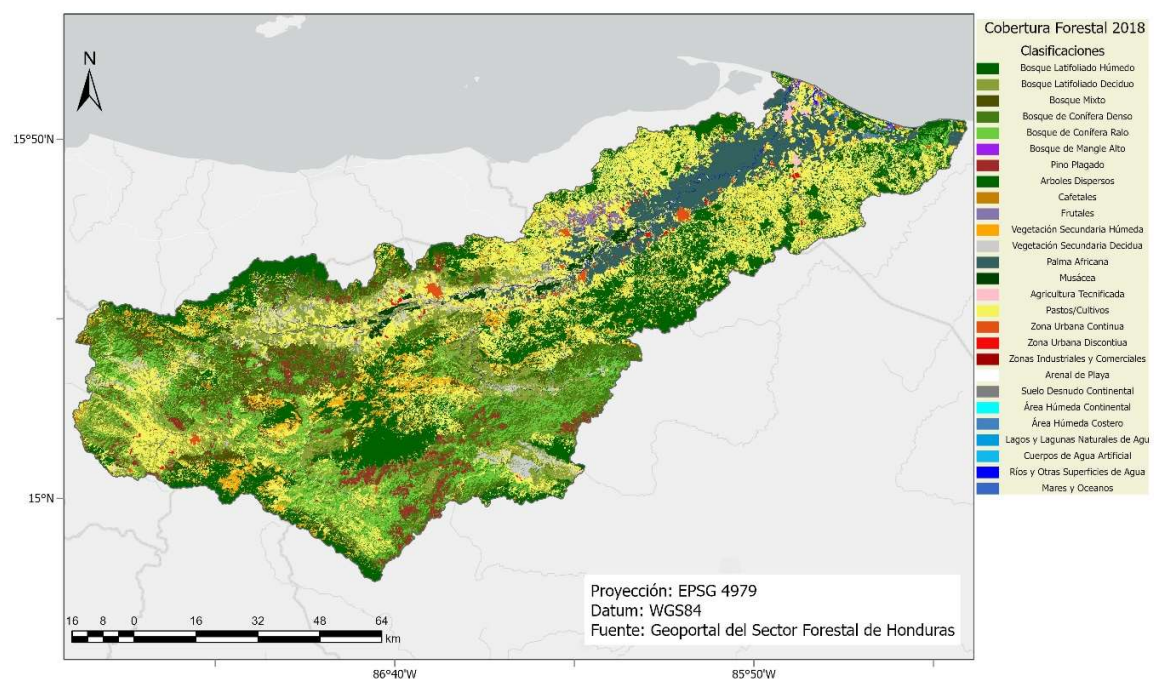 Cobertura Forestal 2018
Clasificaciones
Bosque Latifoliado Húmedo
Bosque Latifoliado Deciduo
Bosque Mixto
Bosque de Conífera Denso
Bosque de Conífera Ralo
Bosque de Mangle Alto
Pino Plagado
Arboles Dispersos
Cafetales
Frutales
Vegetación Secundaria Húmeda
Vegetación Secundaria Decidua
Palma Africana
Musácea
Agricultura Tecnificada
Pastos/Cultivos
Zona Urbana Continua
Zona Urbana Discontiua
Zonas Industriales y Comerciales
Arenal de Playa
Suelo Desnudo Continental
Área Húmeda Continental
Área Húmeda Costero
Lagos y Lagunas Naturales de Agu
Cuerpos de Agua Artificial
Ríos y Otras Superficies de Agua
Mares y Oceanos
N
15°50'N
15°N
Proyección: EPSG 4979
Datum: WGS84
Fuente: Geoportal del Sector Forestal de Honduras
16 8 0 16 32 48 64
km
86°40'W
85°50'W